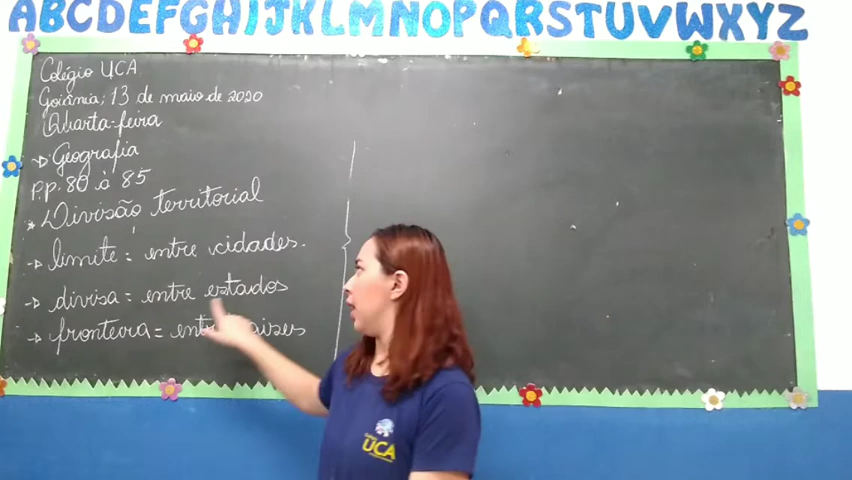 ABCDEFGHIJKLMNOPQRSTUVWXYZ
Colégio UCA
Goiânia, 13 de maio de 2020
Quarta-feira
Geografia
P.p. 80 à 85
Divisão territorial
limite = entre cidades.
divisa = entre estados
fronteira = entre países
UCA